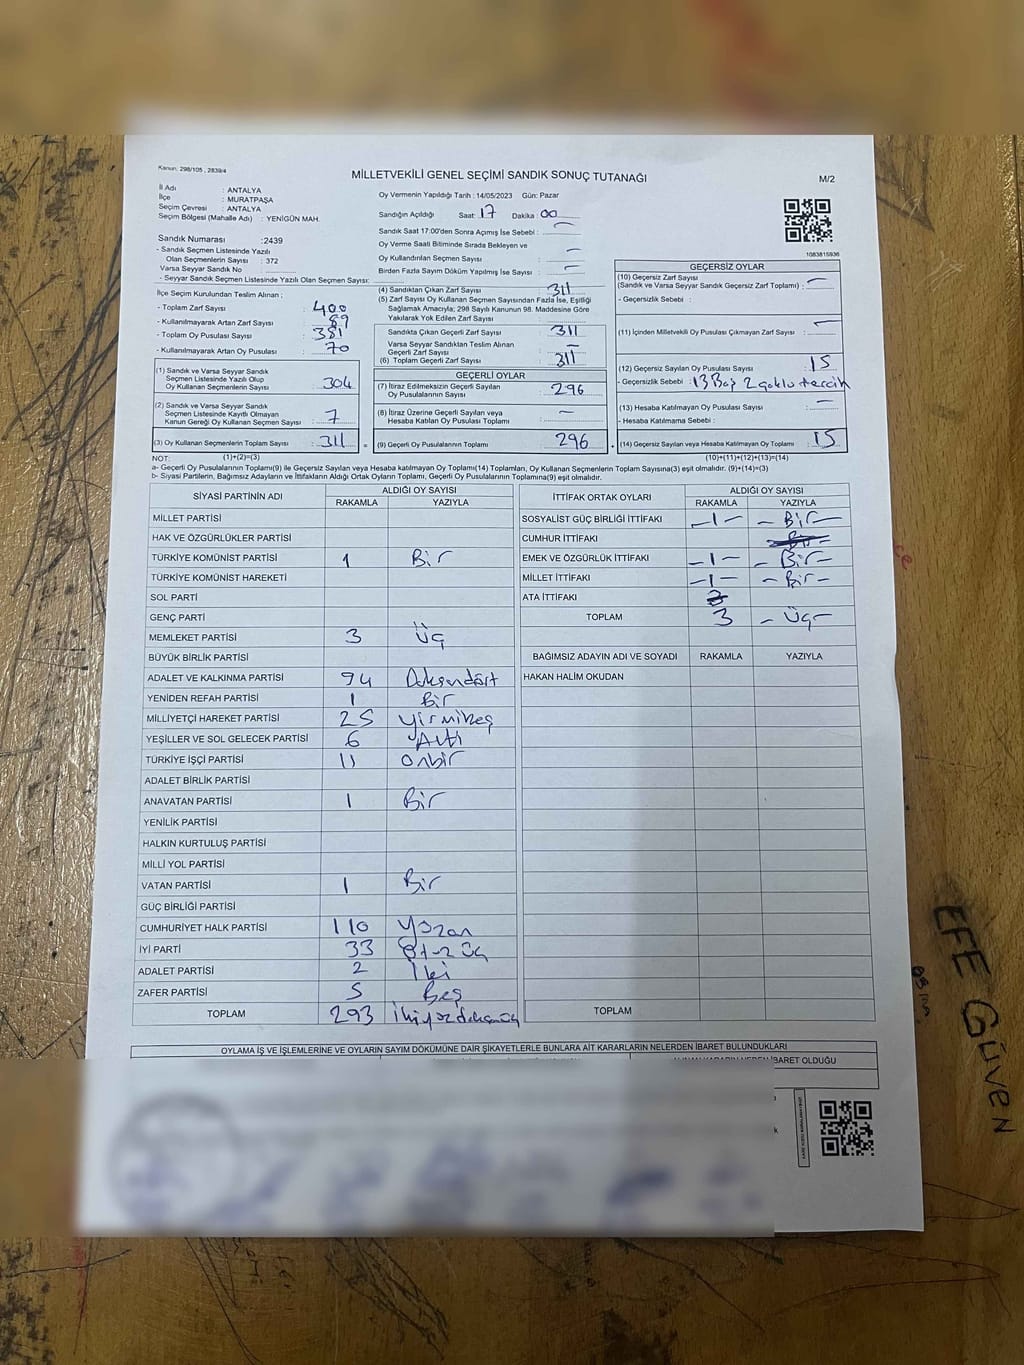 Kanun: 298/105 , 2839/4
MİLLETVEKİLİ GENEL SEÇİMİ SANDIK SONUÇ TUTANAĞI
M/2
İl Adı : ANTALYA
İlçe : MURATPAŞA
Seçim Çevresi : ANTALYA
Seçim Bölgesi (Mahalle Adı) : YENİGÜN MAH.
Oy Vermenin Yapıldığı Tarih : 14/05/2023 Gün: Pazar
Sandığın Açıldığı Saat: 17 Dakika : 00
Sandık Saat 17:00'den Sonra Açılmış İse Sebebi : —
Oy Verme Saati Bitiminde Sırada Bekleyen ve
Oy Kullandırılan Seçmen Sayısı : —
Birden Fazla Sayım Döküm Yapılmış İse Sayısı : —
Sandık Numarası :2439
- Sandık Seçmen Listesinde Yazılı
Olan Seçmenlerin Sayısı : 372
Varsa Seyyar Sandık No :
- Seyyar Sandık Seçmen Listesinde Yazılı Olan Seçmen Sayısı:
İlçe Seçim Kurulundan Teslim Alınan ;
- Toplam Zarf Sayısı : 400
- Kullanılmayarak Artan Zarf Sayısı : 89
- Toplam Oy Pusulası Sayısı : 381
- Kullanılmayarak Artan Oy Pusulası : 70
(1) Sandık ve Varsa Seyyar Sandık
Seçmen Listesinde Yazılı Olup
Oy Kullanan Seçmenlerin Sayısı : 304
(2) Sandık ve Varsa Seyyar Sandık
Seçmen Listesinde Kayıtlı Olmayan
Kanun Gereği Oy Kullanan Seçmenlerin Sayısı : 7
(3) Oy Kullanan Seçmenlerin Toplam Sayısı : 311 =
(1)+(2)=(3)
(4) Sandıktan Çıkan Zarf Sayısı : 311
(5) Zarf Sayısı Oy Kullanan Seçmen Sayısından Fazla İse, Eşitliği
Sağlamak Amacıyla; 298 Sayılı Kanunun 98. Maddesine Göre
Yakılarak Yok Edilen Zarf Sayısı :
Sandıkta Çıkan Geçerli Zarf Sayısı : 311
Varsa Seyyar Sandıktan Teslim Alınan
Geçerli Zarf Sayısı : —
(6) Toplam Geçerli Zarf Sayısı : 311
GEÇERLİ OYLAR
(7) İtiraz Edilmeksizin Geçerli Sayılan
Oy Pusulalarının Sayısı : 296
(8) İtiraz Üzerine Geçerli Sayılan veya
Hesaba Katılan Oy Pusulaları Toplamı : —
(9) Geçerli Oy Pusulalarının Toplamı : 296 +
1083815936
GEÇERSİZ OYLAR
(10) Geçersiz Zarf Sayısı
(Sandık ve Varsa Seyyar Sandık Geçersiz Zarf Toplamı) : —
- Geçersizlik Sebebi :
(11) İçinden Milletvekili Oy Pusulası Çıkmayan Zarf Sayısı : —
(12) Geçersiz Sayılan Oy Pusulası Sayısı : 15
- Geçersizlik Sebebi : 13 Boş 2 çoklu tercih
(13) Hesaba Katılmayan Oy Pusulası Sayısı : —
- Hesaba Katılmama Sebebi :
(14) Geçersiz Sayılan veya Hesaba Katılmayan Oy Toplamı : 15
(10)+(11)+(12)+(13)=(14)
NOT:
a- Geçerli Oy Pusulalarının Toplamı(9) ile Geçersiz Sayılan veya Hesaba katılmayan Oy Toplamı(14) Toplamları, Oy Kullanan Seçmenlerin Toplam Sayısına(3) eşit olmalıdır. (9)+(14)=(3)
b- Siyasi Partilerin, Bağımsız Adayların ve İttifakların Aldığı Ortak Oyların Toplamı, Geçerli Oy Pusulalarının Toplamına(9) eşit olmalıdır.
SİYASİ PARTİNİN ADI ALDIĞI OY SAYISI
RAKAMLA YAZIYLA
MİLLET PARTİSİ
HAK VE ÖZGÜRLÜKLER PARTİSİ
TÜRKİYE KOMÜNİST PARTİSİ 1 Bir
TÜRKİYE KOMÜNİST HAREKETİ
SOL PARTİ
GENÇ PARTİ
MEMLEKET PARTİSİ 3 Üç
BÜYÜK BİRLİK PARTİSİ
ADALET VE KALKINMA PARTİSİ 94 Doksandört
YENİDEN REFAH PARTİSİ 1 Bir
MİLLİYETÇİ HAREKET PARTİSİ 25 Yirmibeş
YEŞİLLER VE SOL GELECEK PARTİSİ 6 Altı
TÜRKİYE İŞÇİ PARTİSİ 11 Onbir
ADALET BİRLİK PARTİSİ
ANAVATAN PARTİSİ 1 Bir
YENİLİK PARTİSİ
HALKIN KURTULUŞ PARTİSİ
MİLLİ YOL PARTİSİ
VATAN PARTİSİ 1 Bir
GÜÇ BİRLİĞİ PARTİSİ
CUMHURİYET HALK PARTİSİ 110 Yüzon
İYİ PARTİ 33 Otuz üç
ADALET PARTİSİ 2 İki
ZAFER PARTİSİ 5 Beş
TOPLAM 293
İTTİFAK ORTAK OYLARI ALDIĞI OY SAYISI
RAKAMLA YAZIYLA
SOSYALİST GÜÇ BİRLİĞİ İTTİFAKI -1- - Bir -
CUMHUR İTTİFAKI
EMEK VE ÖZGÜRLÜK İTTİFAKI -1- - Bir -
MİLLET İTTİFAKI -1- - Bir -
ATA İTTİFAKI
TOPLAM 3 - Üç -
BAĞIMSIZ ADAYIN ADI VE SOYADI RAKAMLA YAZIYLA
HAKAN HALİM OKUDAN
TOPLAM
OYLAMA İŞ VE İŞLEMLERİNE VE OYLARIN SAYIM DÖKÜMÜNE DAİR ŞİKAYETLERLE BUNLARA AİT KARARLARIN NELERDEN İBARET BULUNDUKLARI
İBARET OLDUĞU
EFE GÜVEN